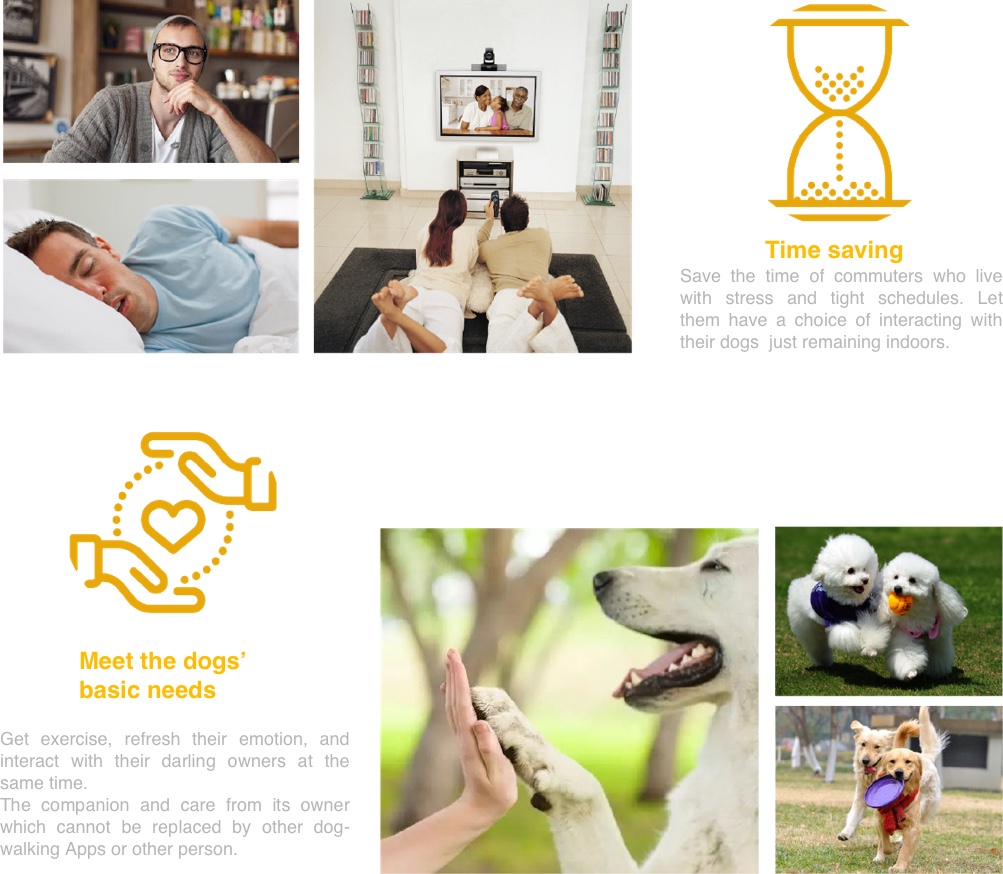 Time saving
Save the time of commuters who live
with stress and tight schedules. Let
them have a choice of interacting with
their dogs  just remaining indoors.
Meet the dogs’
basic needs
Get exercise, refresh their emotion, and
interact with their darling owners at the
same time.
The companion and care from its owner
which cannot be replaced by other dog-
walking Apps or other person.